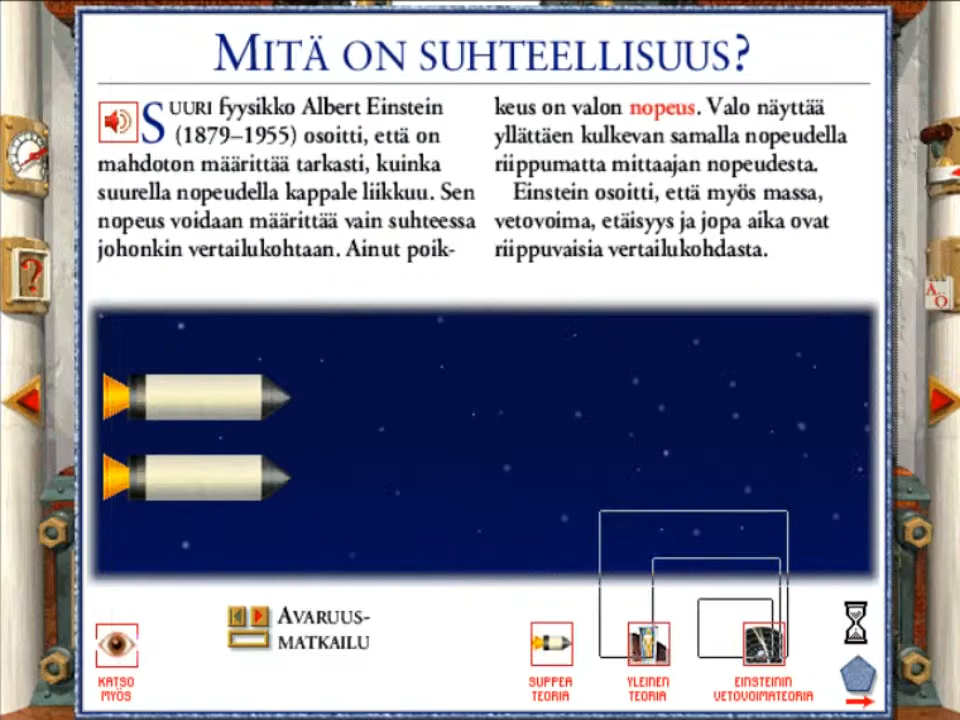 MITÄ ON SUHTEELLISUUS?
SUURI fyysikko Albert Einstein
(1879–1955) osoitti, että on
mahdoton määrittää tarkasti, kuinka
suurella nopeudella kappale liikkuu. Sen
nopeus voidaan määrittää vain suhteessa
johonkin vertailukohtaan. Ainut poik-
keus on valon nopeus. Valo näyttää
yllättäen kulkevan samalla nopeudella
riippumatta mittaajan nopeudesta.
Einstein osoitti, että myös massa,
vetovoima, etäisyys ja jopa aika ovat
riippuvaisia vertailukohdasta.
?
A...
Ö
AVARUUS-
MATKAILU
KATSO
MYÖS
SUPPEA
TEORIA
YLEINEN
TEORIA
EINSTEININ
VETOVOIMATEORIA